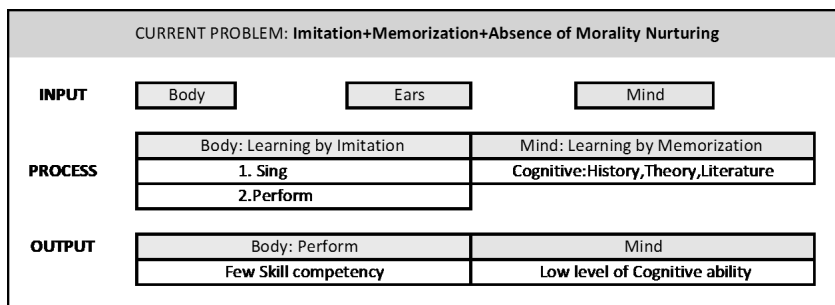 CURRENT PROBLEM: Imitation+Memorization+Absence of Morality Nurturing
INPUT Body Ears Mind
Body: Learning by Imitation Mind: Learning by Memorization
PROCESS 1. Sing Cognitive:History,Theory,Literature
2.Perform
OUTPUT Body: Perform Mind
Few Skill competency Low level of Cognitive ability